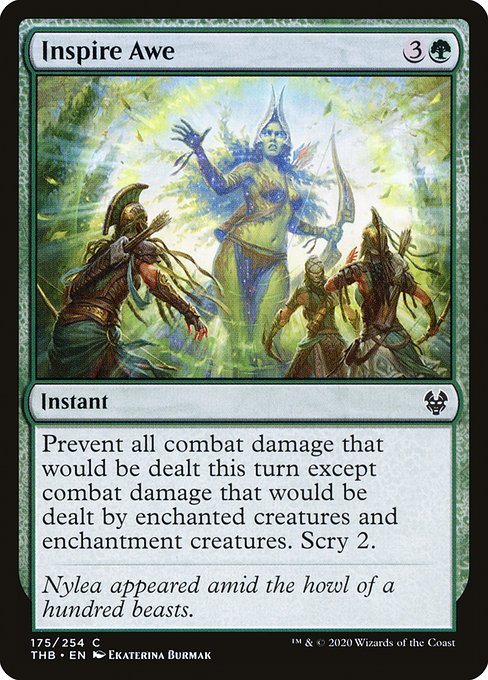 Inspire Awe 3
Instant
Prevent all combat damage that
would be dealt this turn except
combat damage that would be
dealt by enchanted creatures and
enchantment creatures. Scry 2.
Nylea appeared amid the howl of a
hundred beasts.
175/254 C
THB • EN Ekaterina Burmak
™ & © 2020 Wizards of the Coast